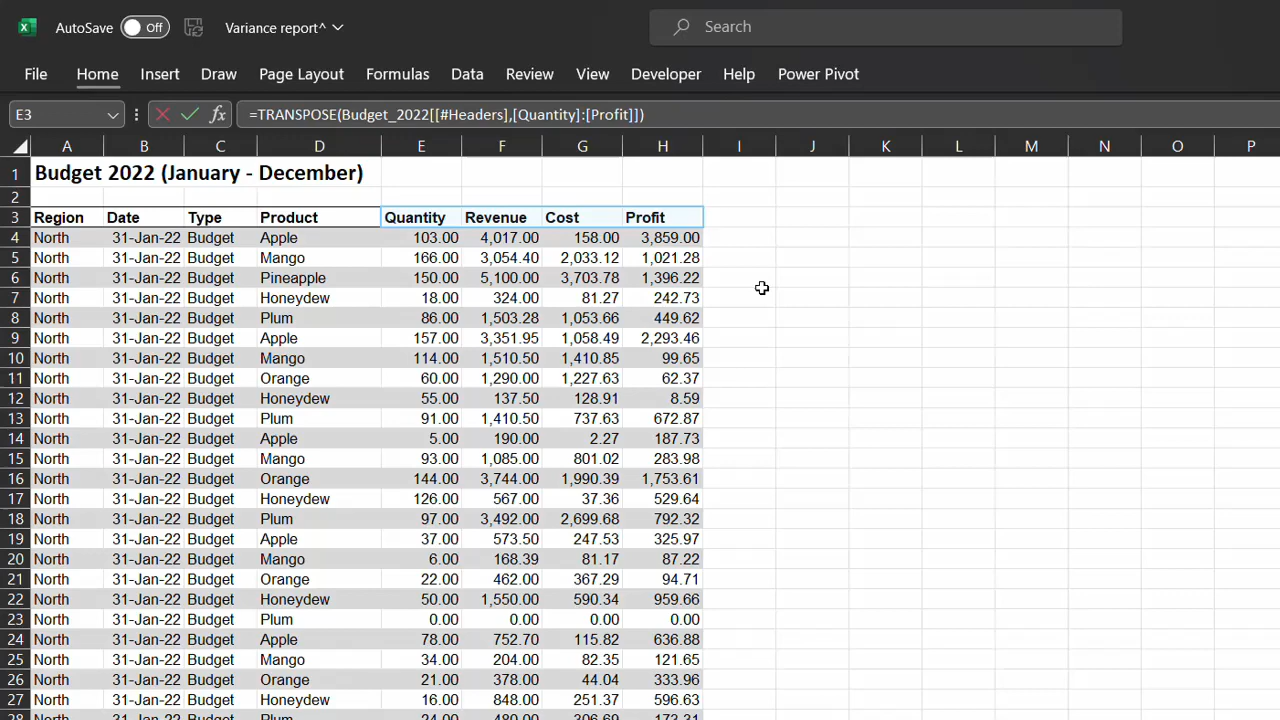 AutoSave Off Variance report^ Search
File Home Insert Draw Page Layout Formulas Data Review View Developer Help Power Pivot
E3 fx =TRANSPOSE(Budget_2022[[#Headers],[Quantity]:[Profit]])
A B C D E F G H I J K L M N O P
1 Budget 2022 (January - December)
2
3 Region Date Type Product Quantity Revenue Cost Profit
4 North 31-Jan-22 Budget Apple 103.00 4,017.00 158.00 3,859.00
5 North 31-Jan-22 Budget Mango 166.00 3,054.40 2,033.12 1,021.28
6 North 31-Jan-22 Budget Pineapple 150.00 5,100.00 3,703.78 1,396.22
7 North 31-Jan-22 Budget Honeydew 18.00 324.00 81.27 242.73
8 North 31-Jan-22 Budget Plum 86.00 1,503.28 1,053.66 449.62
9 North 31-Jan-22 Budget Apple 157.00 3,351.95 1,058.49 2,293.46
10 North 31-Jan-22 Budget Mango 114.00 1,510.50 1,410.85 99.65
11 North 31-Jan-22 Budget Orange 60.00 1,290.00 1,227.63 62.37
12 North 31-Jan-22 Budget Honeydew 55.00 137.50 128.91 8.59
13 North 31-Jan-22 Budget Plum 91.00 1,410.50 737.63 672.87
14 North 31-Jan-22 Budget Apple 5.00 190.00 2.27 187.73
15 North 31-Jan-22 Budget Mango 93.00 1,085.00 801.02 283.98
16 North 31-Jan-22 Budget Orange 144.00 3,744.00 1,990.39 1,753.61
17 North 31-Jan-22 Budget Honeydew 126.00 567.00 37.36 529.64
18 North 31-Jan-22 Budget Plum 97.00 3,492.00 2,699.68 792.32
19 North 31-Jan-22 Budget Apple 37.00 573.50 247.53 325.97
20 North 31-Jan-22 Budget Mango 6.00 168.39 81.17 87.22
21 North 31-Jan-22 Budget Orange 22.00 462.00 367.29 94.71
22 North 31-Jan-22 Budget Honeydew 50.00 1,550.00 590.34 959.66
23 North 31-Jan-22 Budget Plum 0.00 0.00 0.00 0.00
24 North 31-Jan-22 Budget Apple 78.00 752.70 115.82 636.88
25 North 31-Jan-22 Budget Mango 34.00 204.00 82.35 121.65
26 North 31-Jan-22 Budget Orange 21.00 378.00 44.04 333.96
27 North 31-Jan-22 Budget Honeydew 16.00 848.00 251.37 596.63
28 North 31-Jan-22 Budget Plum 24.00 480.00 306.69 173.31